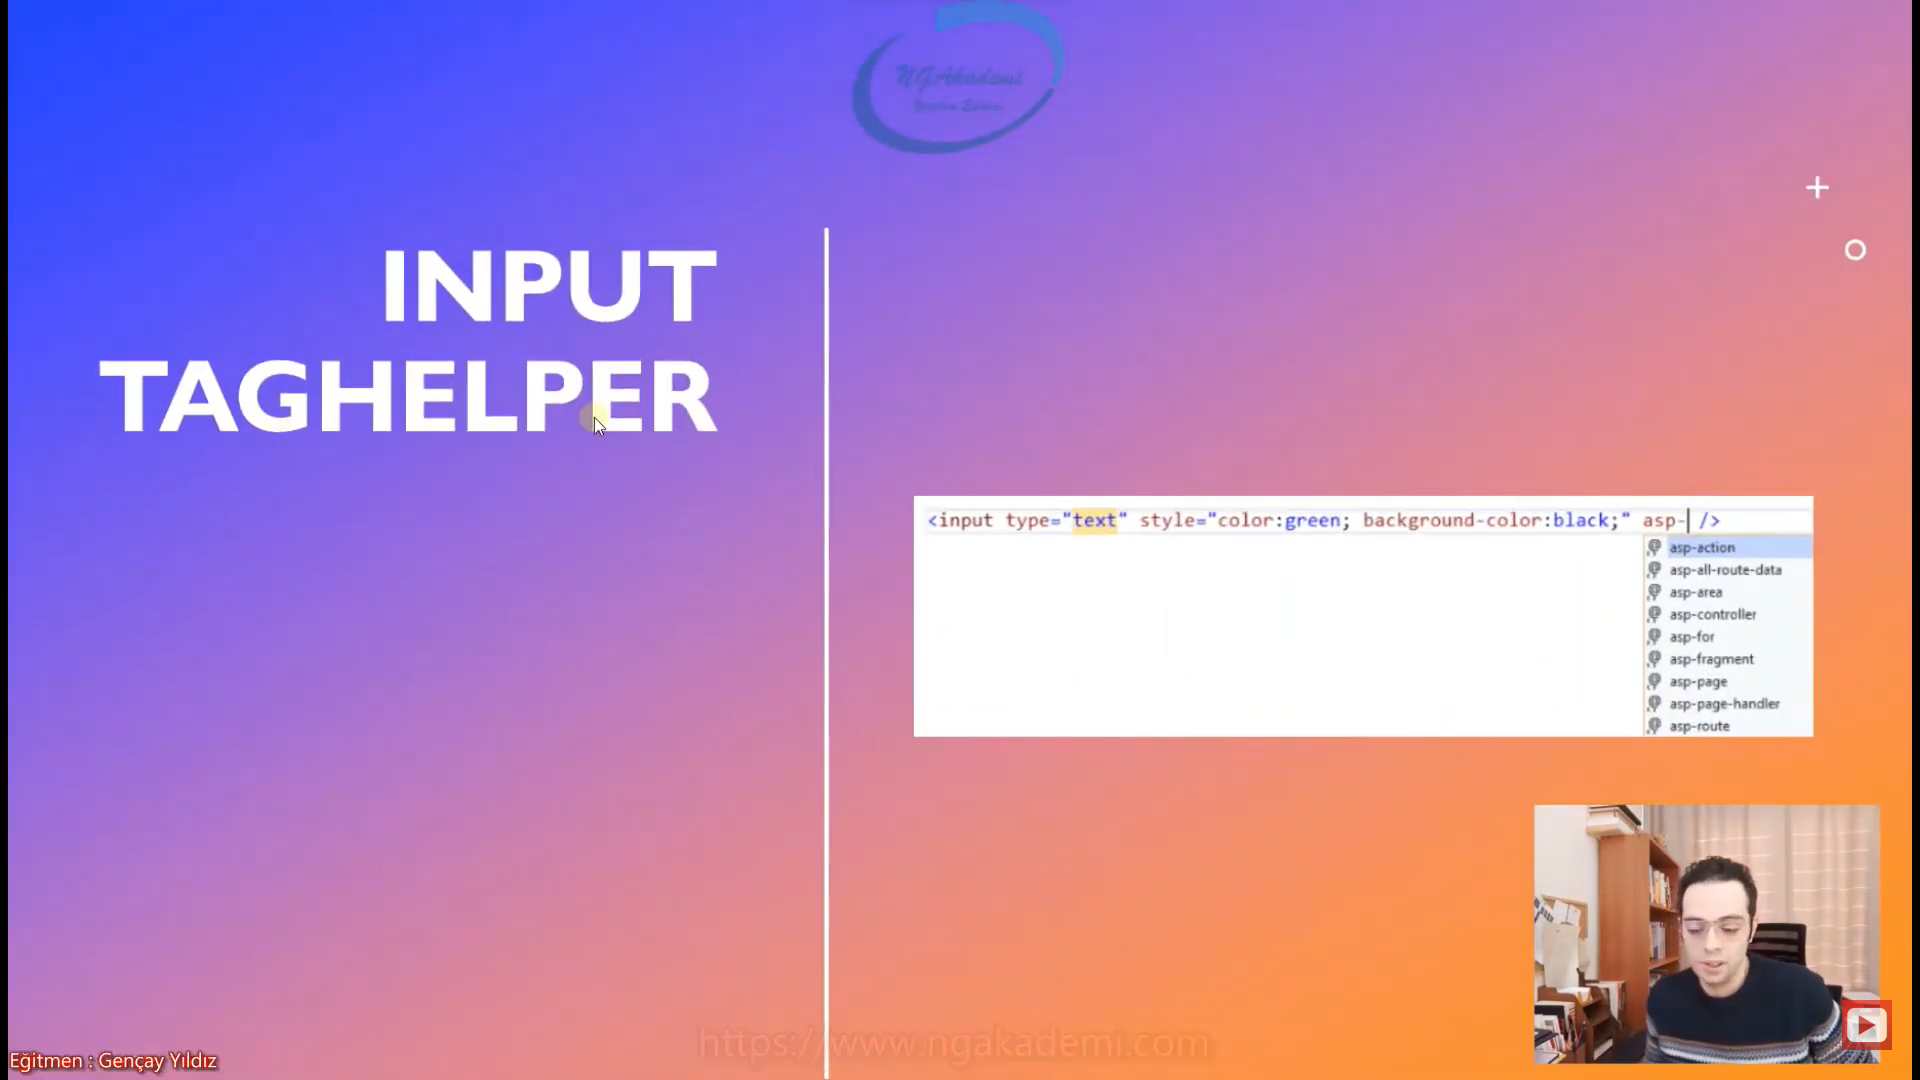 NGAkademi
INPUT
TAGHELPER
<input type="text" style="color:green; background-color:black;" asp- />
asp-action
asp-all-route-data
asp-area
asp-controller
asp-for
asp-fragment
asp-page
asp-page-handler
asp-route
https://www.ngakademi.com
Eğitmen : Gençay Yıldız